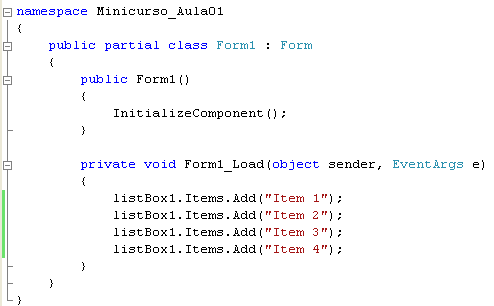 namespace Minicurso_Aula01
{
    public partial class Form1 : Form
    {
        public Form1()
        {
            InitializeComponent();
        }

        private void Form1_Load(object sender, EventArgs e)
        {
            listBox1.Items.Add("Item 1");
            listBox1.Items.Add("Item 2");
            listBox1.Items.Add("Item 3");
            listBox1.Items.Add("Item 4");
        }
    }
}